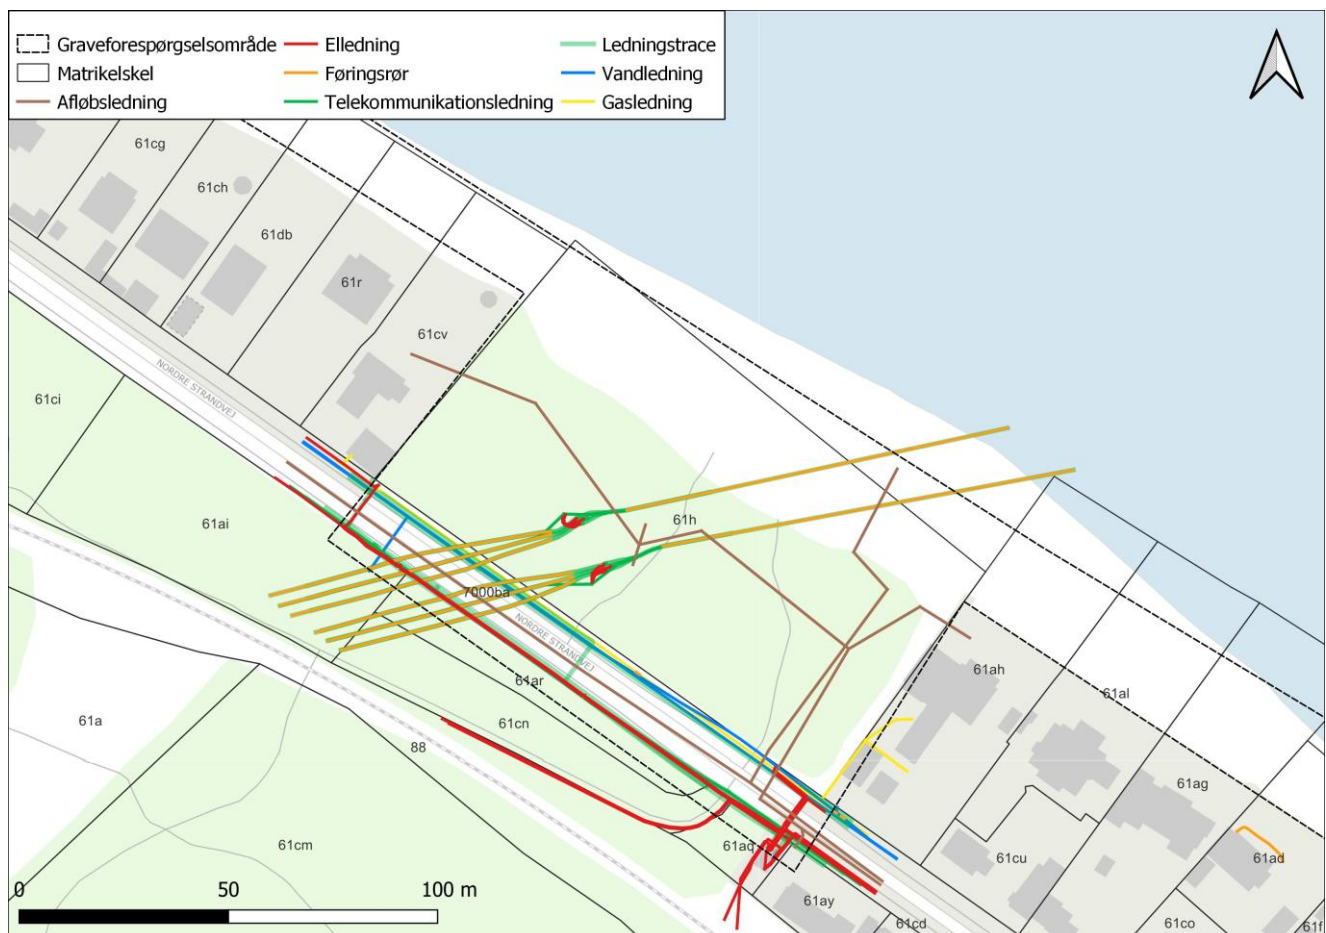 Graveforespørgselsområde
Matrikelskel
Afløbsledning
Elledning
Føringsrør
Telekommunikationsledning
Ledningstrace
Vandledning
Gasledning
61cg
61ch
61db
61r
61cv
NORDRE STRANDVEJ
61ci
61ai
61h
7000ba
NORDRE STRANDVEJ
61ar
61ah
61al
61a
61cn
88
61ag
61cm
61aq
61cu
61ad
61ay
61cd
61co
61f
0 50 100 m